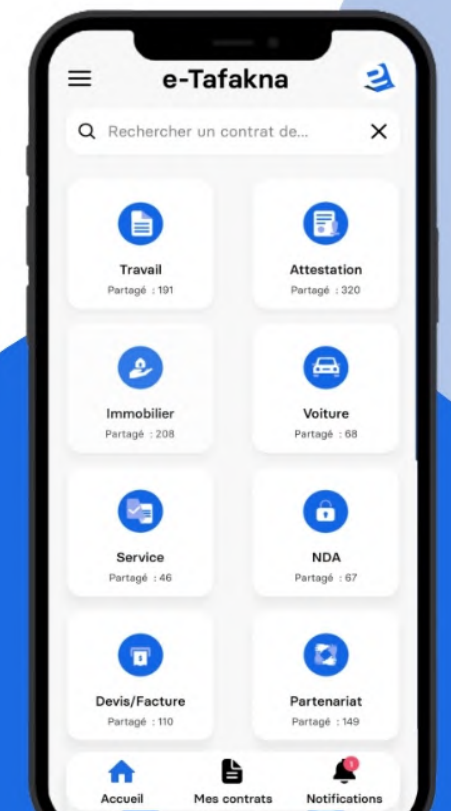 e-Tafakna
Rechercher un contrat de...
Travail
Partagé : 191
Attestation
Partagé : 320
Immobilier
Partagé : 208
Voiture
Partagé : 68
Service
Partagé : 46
NDA
Partagé : 67
Devis/Facture
Partagé : 110
Partenariat
Partagé : 149
Accueil
Mes contrats
1
Notifications